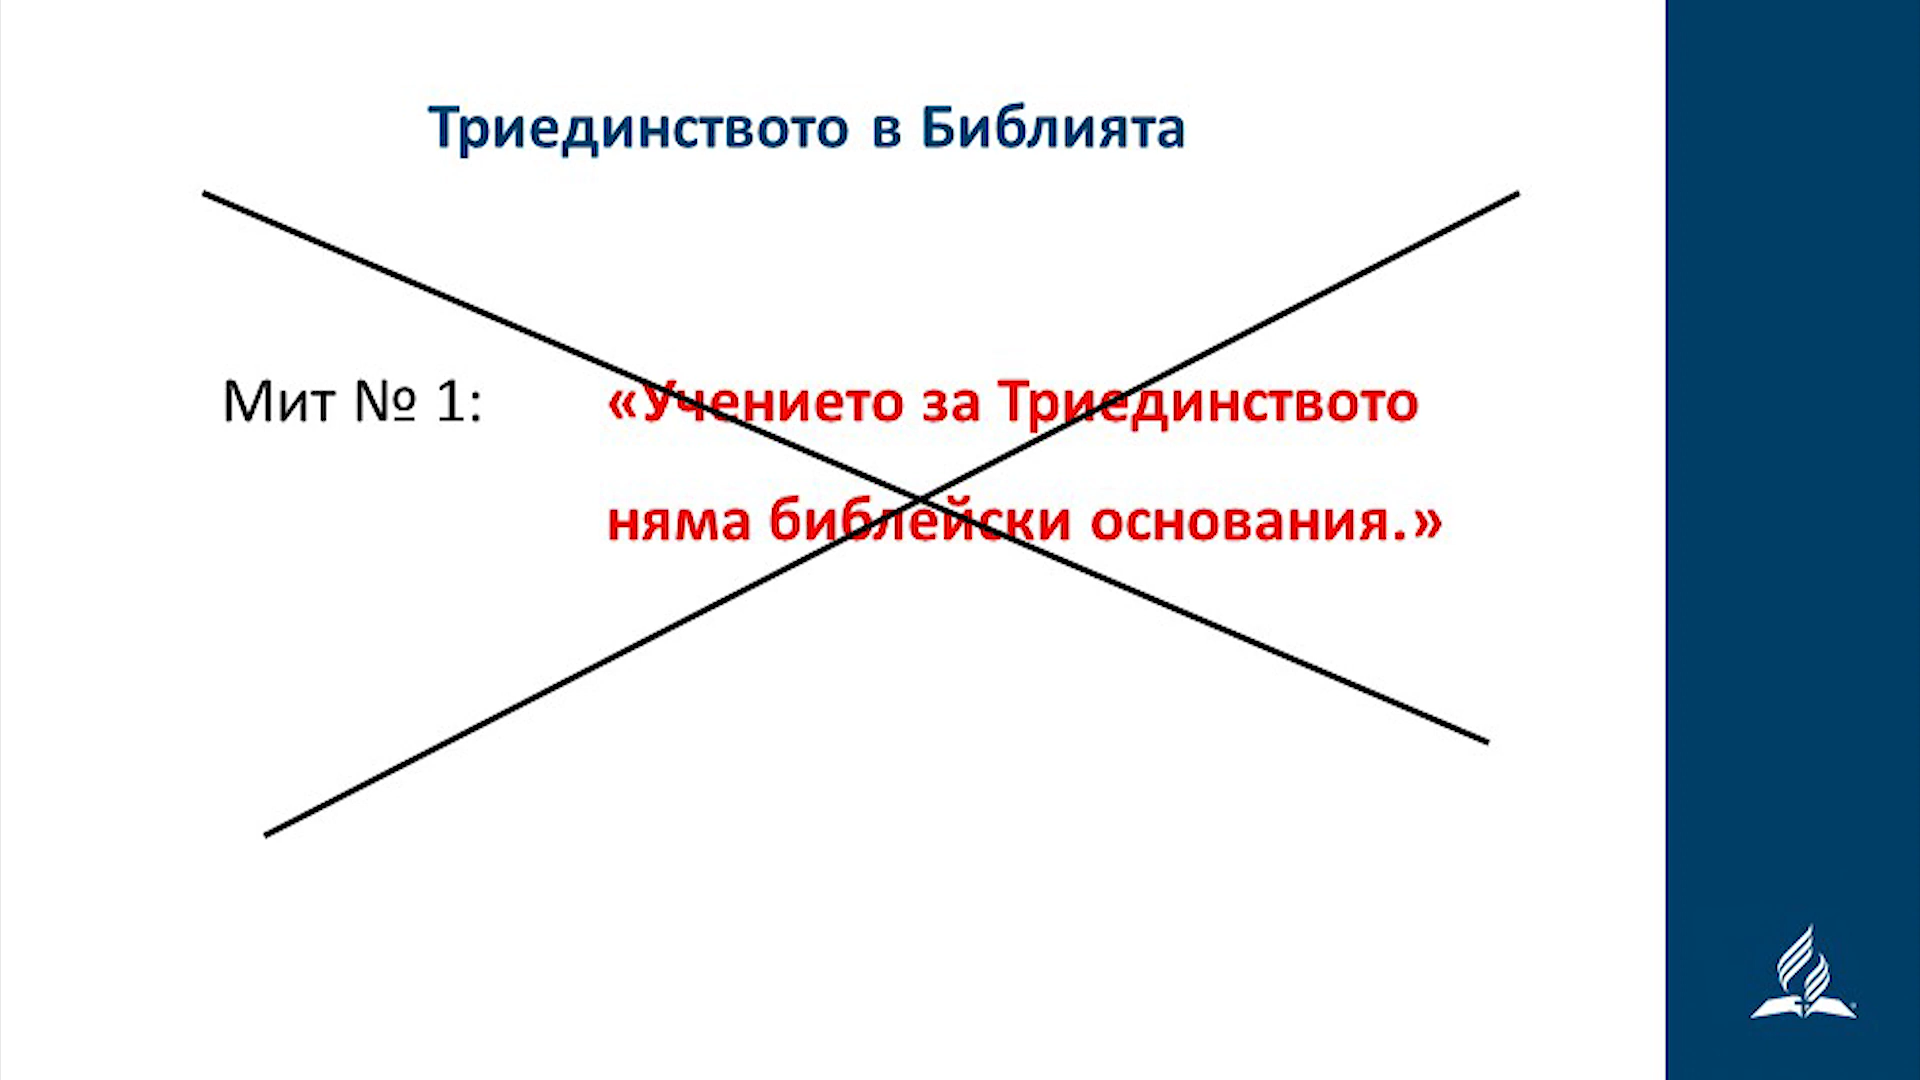 Триединството в Библията
Мит № 1: «Учението за Триединството
няма библейски основания.»